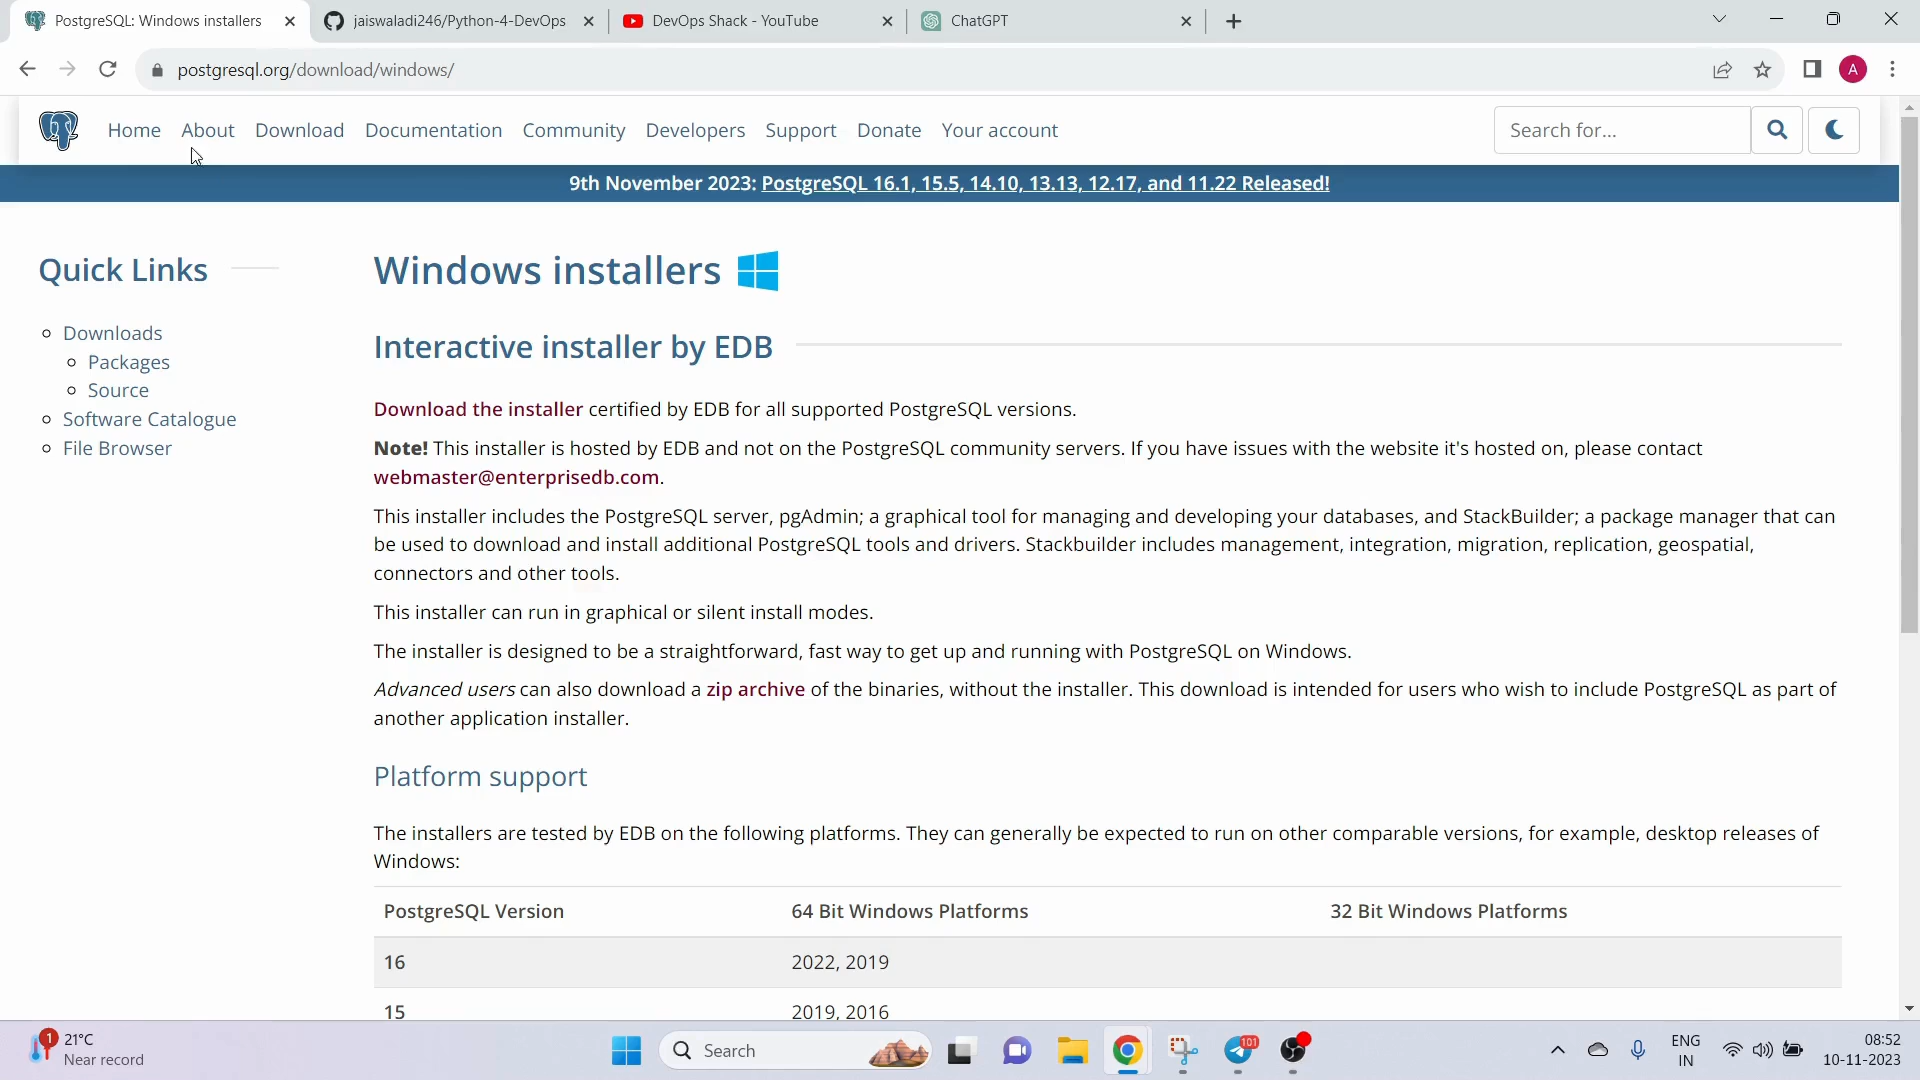 PostgreSQL: Windows installers
jaiswaladi246/Python-4-DevOps
DevOps Shack - YouTube
ChatGPT
postgresql.org/download/windows/
A
Home About Download Documentation Community Developers Support Donate Your account
Search for...
9th November 2023: PostgreSQL 16.1, 15.5, 14.10, 13.13, 12.17, and 11.22 Released!
Quick Links
Downloads
Packages
Source
Software Catalogue
File Browser
Windows installers
Interactive installer by EDB
Download the installer certified by EDB for all supported PostgreSQL versions.
Note! This installer is hosted by EDB and not on the PostgreSQL community servers. If you have issues with the website it's hosted on, please contact
webmaster@enterprisedb.com.
This installer includes the PostgreSQL server, pgAdmin; a graphical tool for managing and developing your databases, and StackBuilder; a package manager that can
be used to download and install additional PostgreSQL tools and drivers. Stackbuilder includes management, integration, migration, replication, geospatial,
connectors and other tools.
This installer can run in graphical or silent install modes.
The installer is designed to be a straightforward, fast way to get up and running with PostgreSQL on Windows.
Advanced users can also download a zip archive of the binaries, without the installer. This download is intended for users who wish to include PostgreSQL as part of
another application installer.
Platform support
The installers are tested by EDB on the following platforms. They can generally be expected to run on other comparable versions, for example, desktop releases of
Windows:
PostgreSQL Version 64 Bit Windows Platforms 32 Bit Windows Platforms
16 2022, 2019
15 2019, 2016
1
21°C
Near record
Search
101
ENG
IN
08:52
10-11-2023